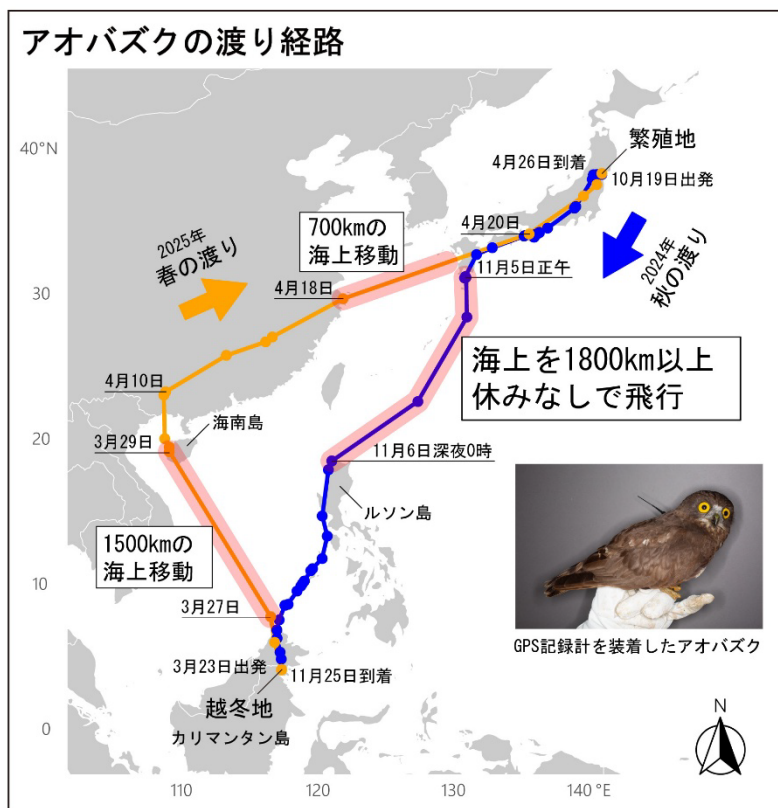 アオバズクの渡り経路
40°N
30
20
10
0
110
120
130
140 °E
繁殖地
4月26日到着
10月19日出発
2024年
秋の渡り
2025年
春の渡り
700kmの
海上移動
4月20日
11月5日正午
4月18日
海上を1800km以上
休みなしで飛行
4月10日
海南島
3月29日
11月6日深夜0時
ルソン島
1500kmの
海上移動
3月27日
3月23日出発
11月25日到着
越冬地
カリマンタン島
GPS記録計を装着したアオバズク
N